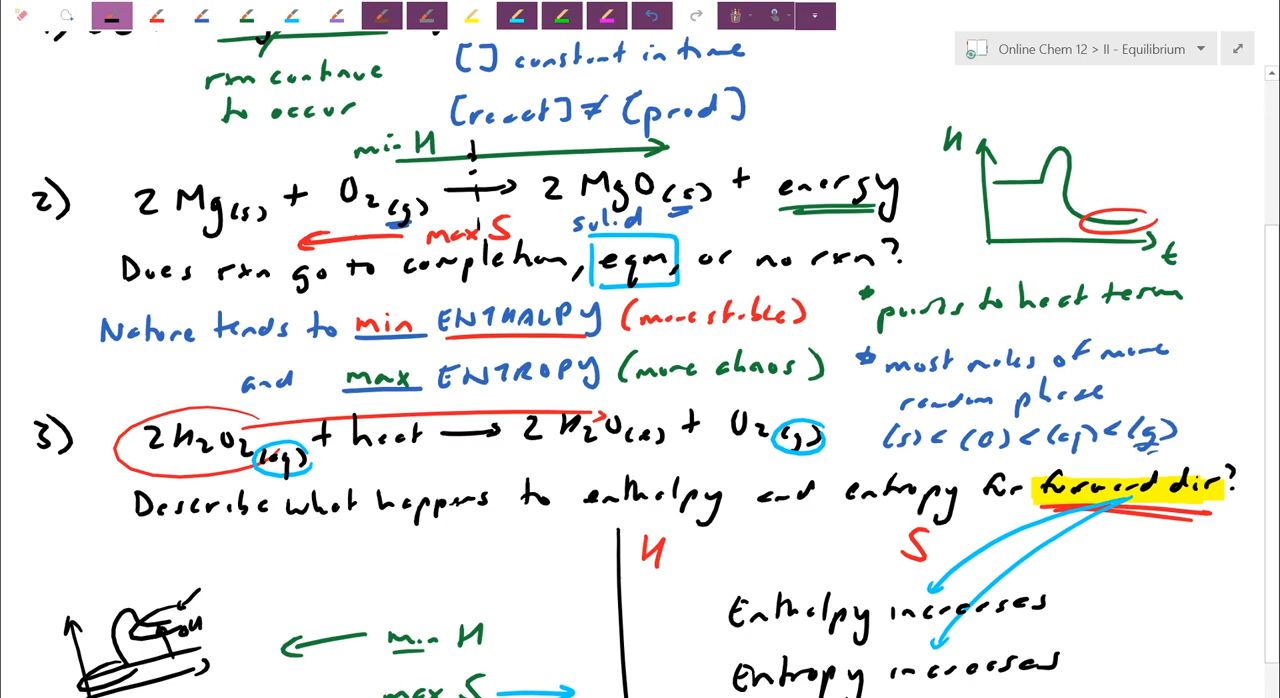 Online Chem 12 > II - Equilibrium
rxn continue
to occur
[ ] constant in time
[react] ≠ [prod]
min H
2) 2 Mg(s) + O₂(g) → 2 MgO(s) + energy
max S
solid
Does rxn go to completion, eqm, or no rxn?
H
t
Nature tends to min ENTHALPY (more stable)
and max ENTROPY (more chaos)
* points to heat term
* most moles of more
random phase
(s) < (l) < (aq) < (g)
3) 2H₂O₂(aq) + heat → 2 H₂O(l) + O₂(g)
Describe what happens to enthalpy and entropy for forward dir?
H
S
Enthalpy increases
Entropy increases
min H
max S